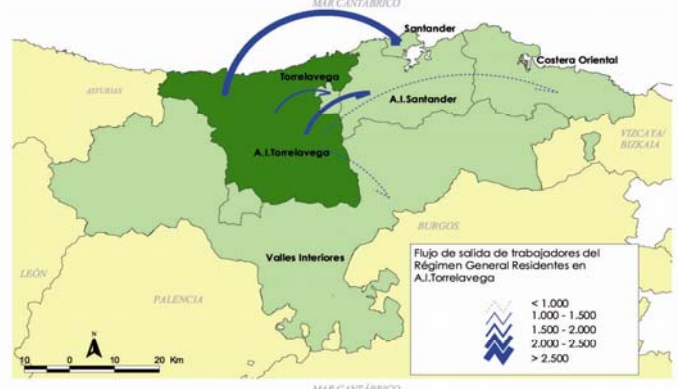 MAR CANTÁBRICO
Santander
Costera Oriental
Torrelavega
ASTURIAS
A.I.Santander
VIZCAYA/
BIZKAIA
A.I.Torrelavega
BURGOS
Valles Interiores
LEÓN
PALENCIA
Flujo de salida de trabajadores del
Régimen General Residentes en
A.I.Torrelavega
< 1.000
1.000 - 1.500
1.500 - 2.000
2.000 - 2.500
> 2.500
N
10 0 10 20 Km
MAR CANTÁBRICO